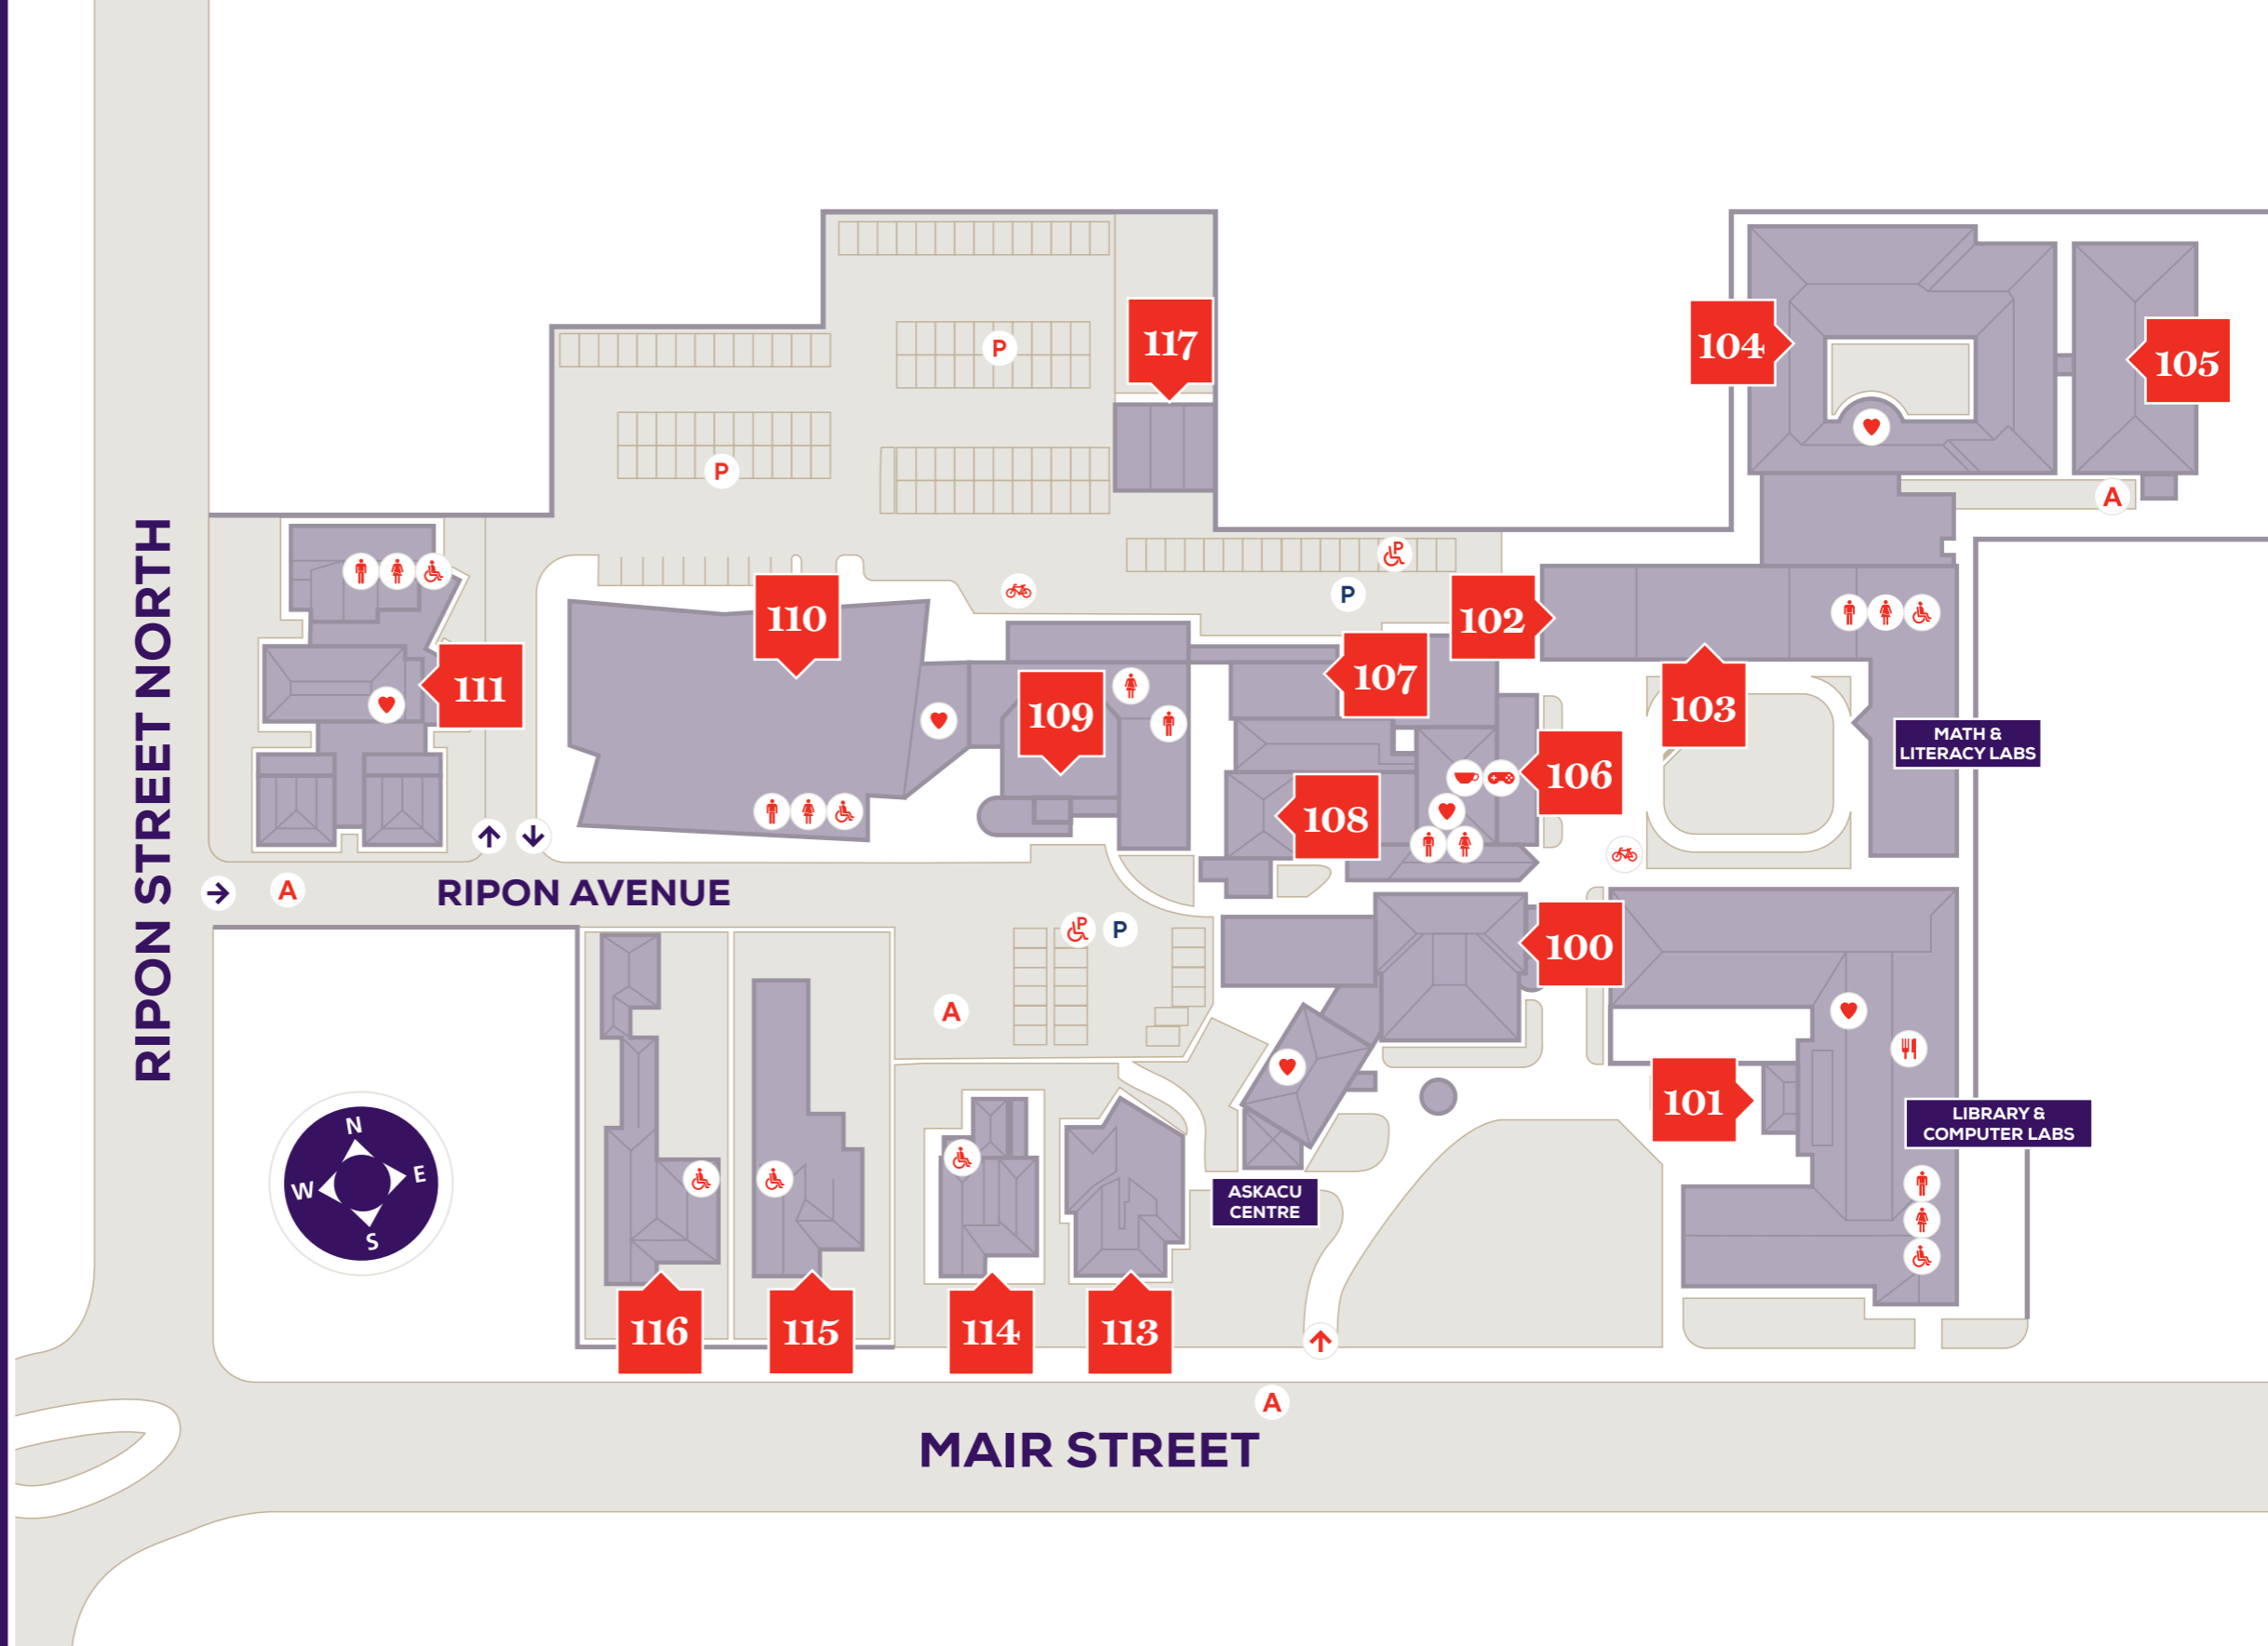 117
104
105
P
P
A
P
P
102
110
107
103
111
109
MATH &
LITERACY LABS
106
108
RIPON STREET NORTH
A
RIPON AVENUE
P
P
100
A
101
LIBRARY &
COMPUTER LABS
N
E
W
S
ASKACU
CENTRE
116
115
114
113
A
MAIR STREET